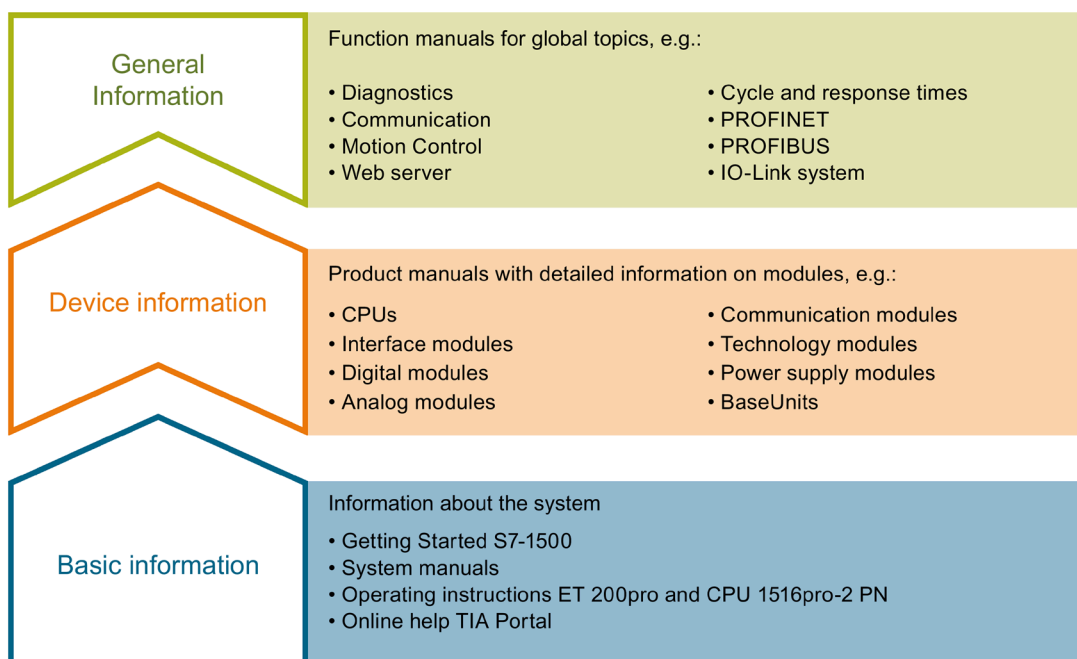 General
Information
Function manuals for global topics, e.g.:
• Diagnostics
• Communication
• Motion Control
• Web server
• Cycle and response times
• PROFINET
• PROFIBUS
• IO-Link system
Device information
Product manuals with detailed information on modules, e.g.:
• CPUs
• Interface modules
• Digital modules
• Analog modules
• Communication modules
• Technology modules
• Power supply modules
• BaseUnits
Basic information
Information about the system
• Getting Started S7-1500
• System manuals
• Operating instructions ET 200pro and CPU 1516pro-2 PN
• Online help TIA Portal